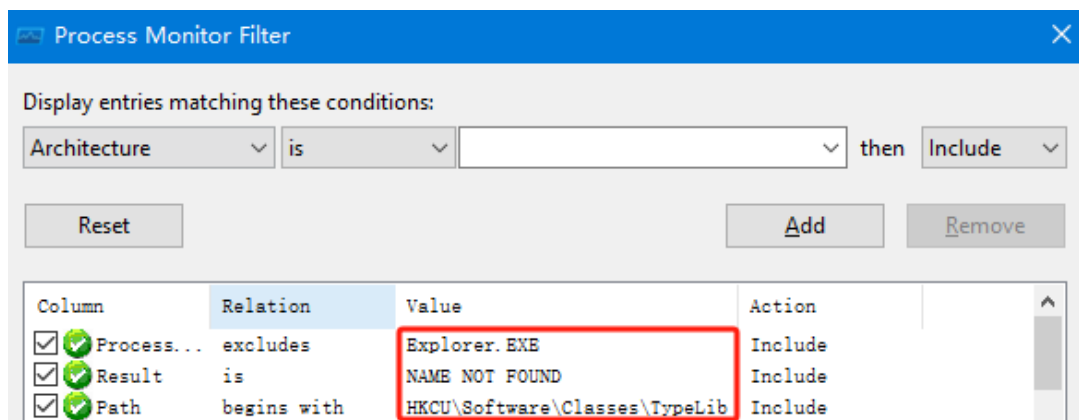 Process Monitor Filter
Display entries matching these conditions:
Architecture is then Include
Reset Add Remove
Column Relation Value Action
Process... excludes Explorer.EXE Include
Result is NAME NOT FOUND Include
Path begins with HKCU\Software\Classes\TypeLib Include